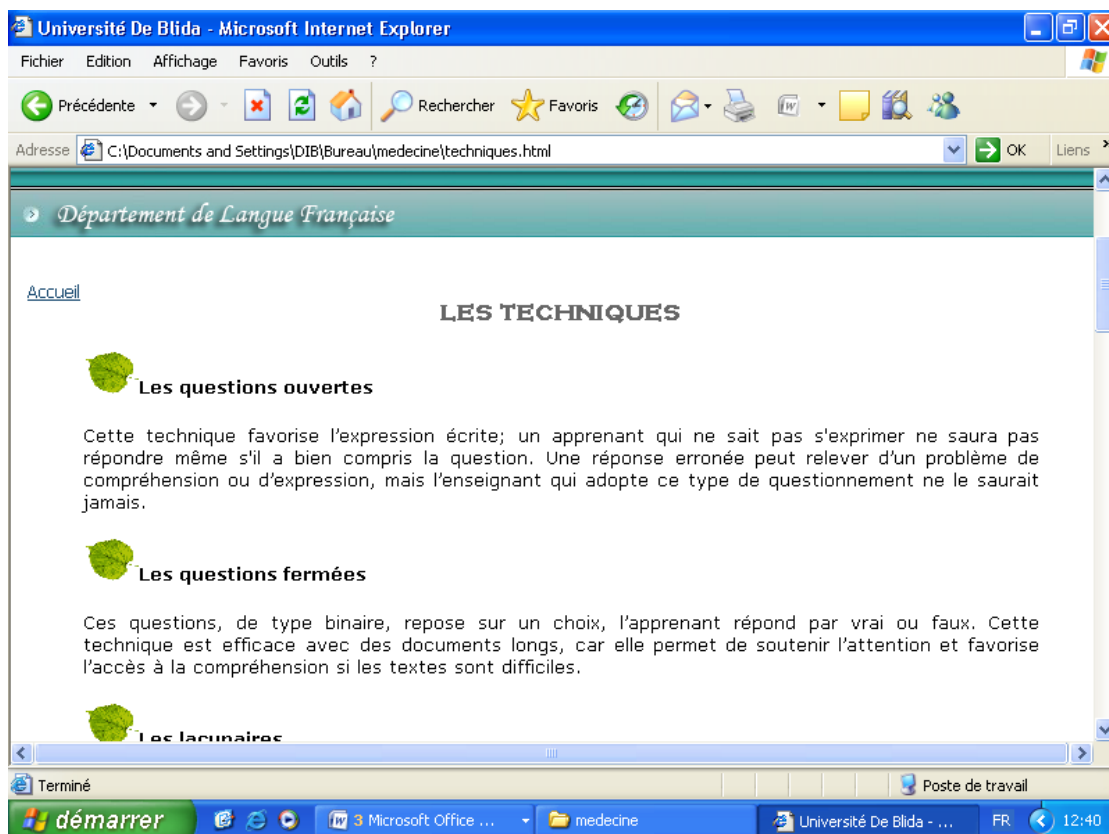 Université De Blida - Microsoft Internet Explorer
Fichier Edition Affichage Favoris Outils ?
Précédente Rechercher Favoris
Adresse C:\Documents and Settings\DIB\Bureau\medecine\techniques.html OK Liens
Département de Langue Française
Accueil
LES TECHNIQUES
Les questions ouvertes
Cette technique favorise l'expression écrite; un apprenant qui ne sait pas s'exprimer ne saura pas
répondre même s'il a bien compris la question. Une réponse erronée peut relever d'un problème de
compréhension ou d'expression, mais l'enseignant qui adopte ce type de questionnement ne le saurait
jamais.
Les questions fermées
Ces questions, de type binaire, repose sur un choix, l'apprenant répond par vrai ou faux. Cette
technique est efficace avec des documents longs, car elle permet de soutenir l'attention et favorise
l'accès à la compréhension si les textes sont difficiles.
Les lacunaires
Terminé Poste de travail
démarrer 3 Microsoft Office ... medecine Université De Blida - ... FR 12:40